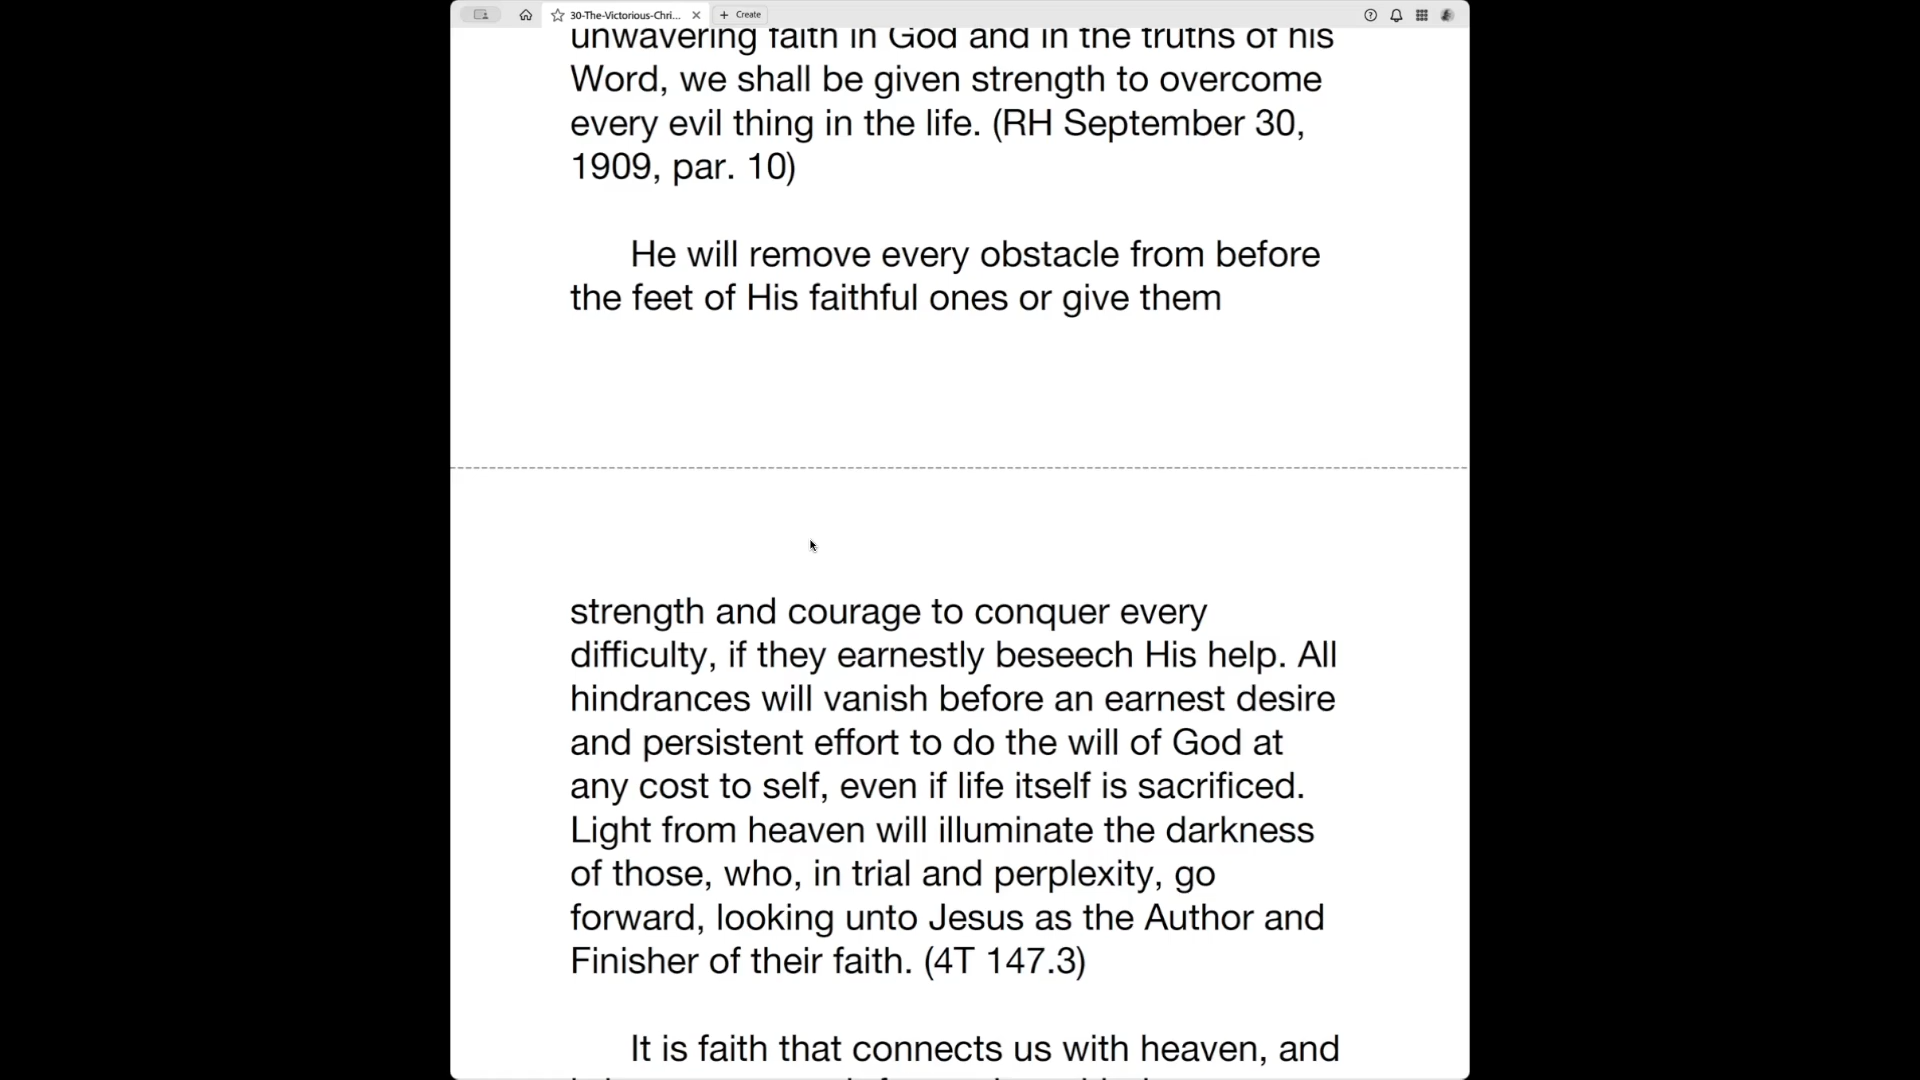 30-The-Victorious-Chri...
Create
unwavering faith in God and in the truths of his
Word, we shall be given strength to overcome
every evil thing in the life. (RH September 30,
1909, par. 10)
He will remove every obstacle from before
the feet of His faithful ones or give them
strength and courage to conquer every
difficulty, if they earnestly beseech His help. All
hindrances will vanish before an earnest desire
and persistent effort to do the will of God at
any cost to self, even if life itself is sacrificed.
Light from heaven will illuminate the darkness
of those, who, in trial and perplexity, go
forward, looking unto Jesus as the Author and
Finisher of their faith. (4T 147.3)
It is faith that connects us with heaven, and